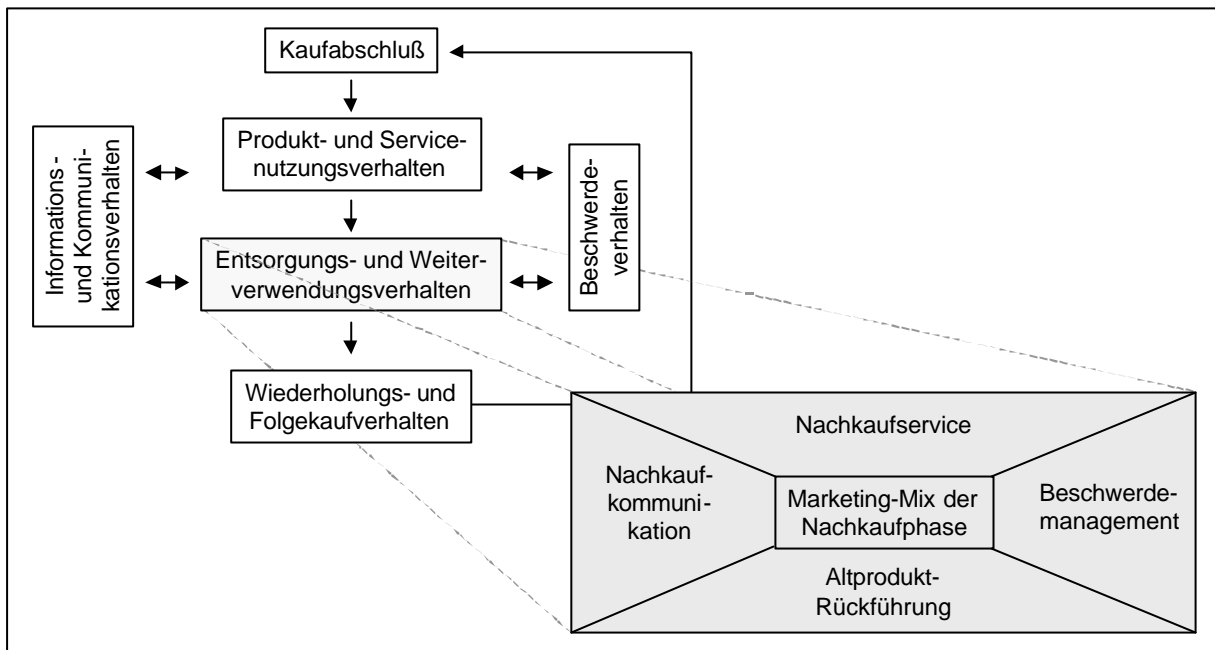 Kaufabschluß
Produkt- und Service-
nutzungsverhalten
Informations -
und Kommuni-
kationsverhalten
Beschwerde-
verhalten
Entsorgungs- und Weiter-
verwendungsverhalten
Wiederholungs- und
Folgekaufverhalten
Nachkaufservice
Nachkauf-
kommuni-
kation
Marketing-Mix der
Nachkaufphase
Beschwerde-
management
Altprodukt-
Rückführung